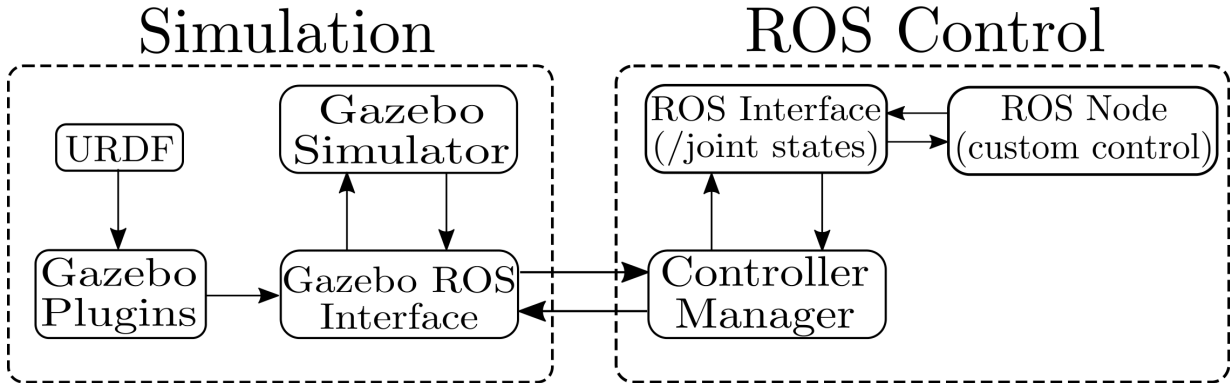 Simulation
ROS Control
URDF
Gazebo
Simulator
Gazebo
Plugins
Gazebo ROS
Interface
ROS Interface
(/joint states)
ROS Node
(custom control)
Controller
Manager